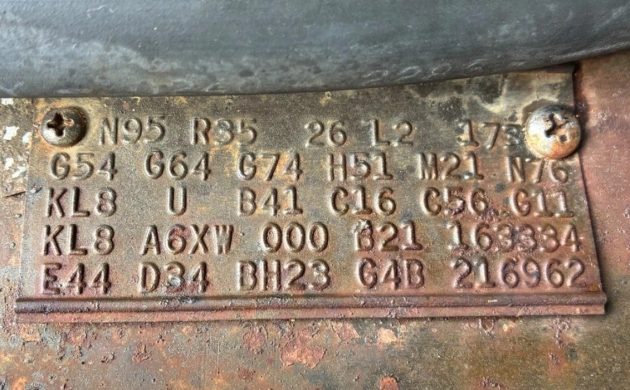 N95 R35 26 L2
G54 G64 G74 H51 M21 N76
KL8 U B41 C16 C56 G11
KL8 A6XW 000 B21 163334
E44 D34 BH23 G4B 216962